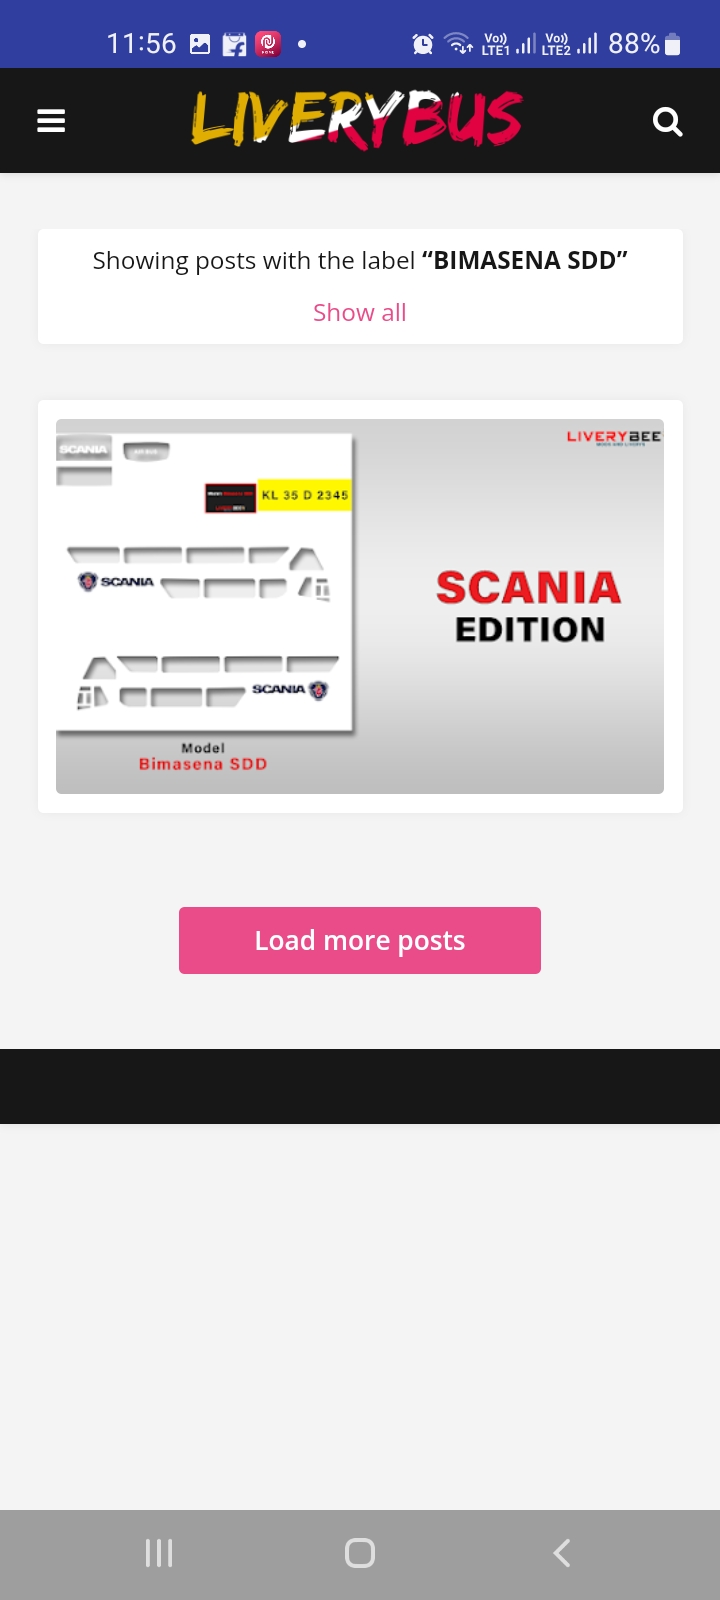 11:56
Vo)) LTE1 Vo)) LTE2 88%
LIVERYBUS
Showing posts with the label “BIMASENA SDD”
Show all
LIVERYBEE
SCANIA
KL 35 D 2345
SCANIA
SCANIA
EDITION
SCANIA
Model
Bimasena SDD
Load more posts